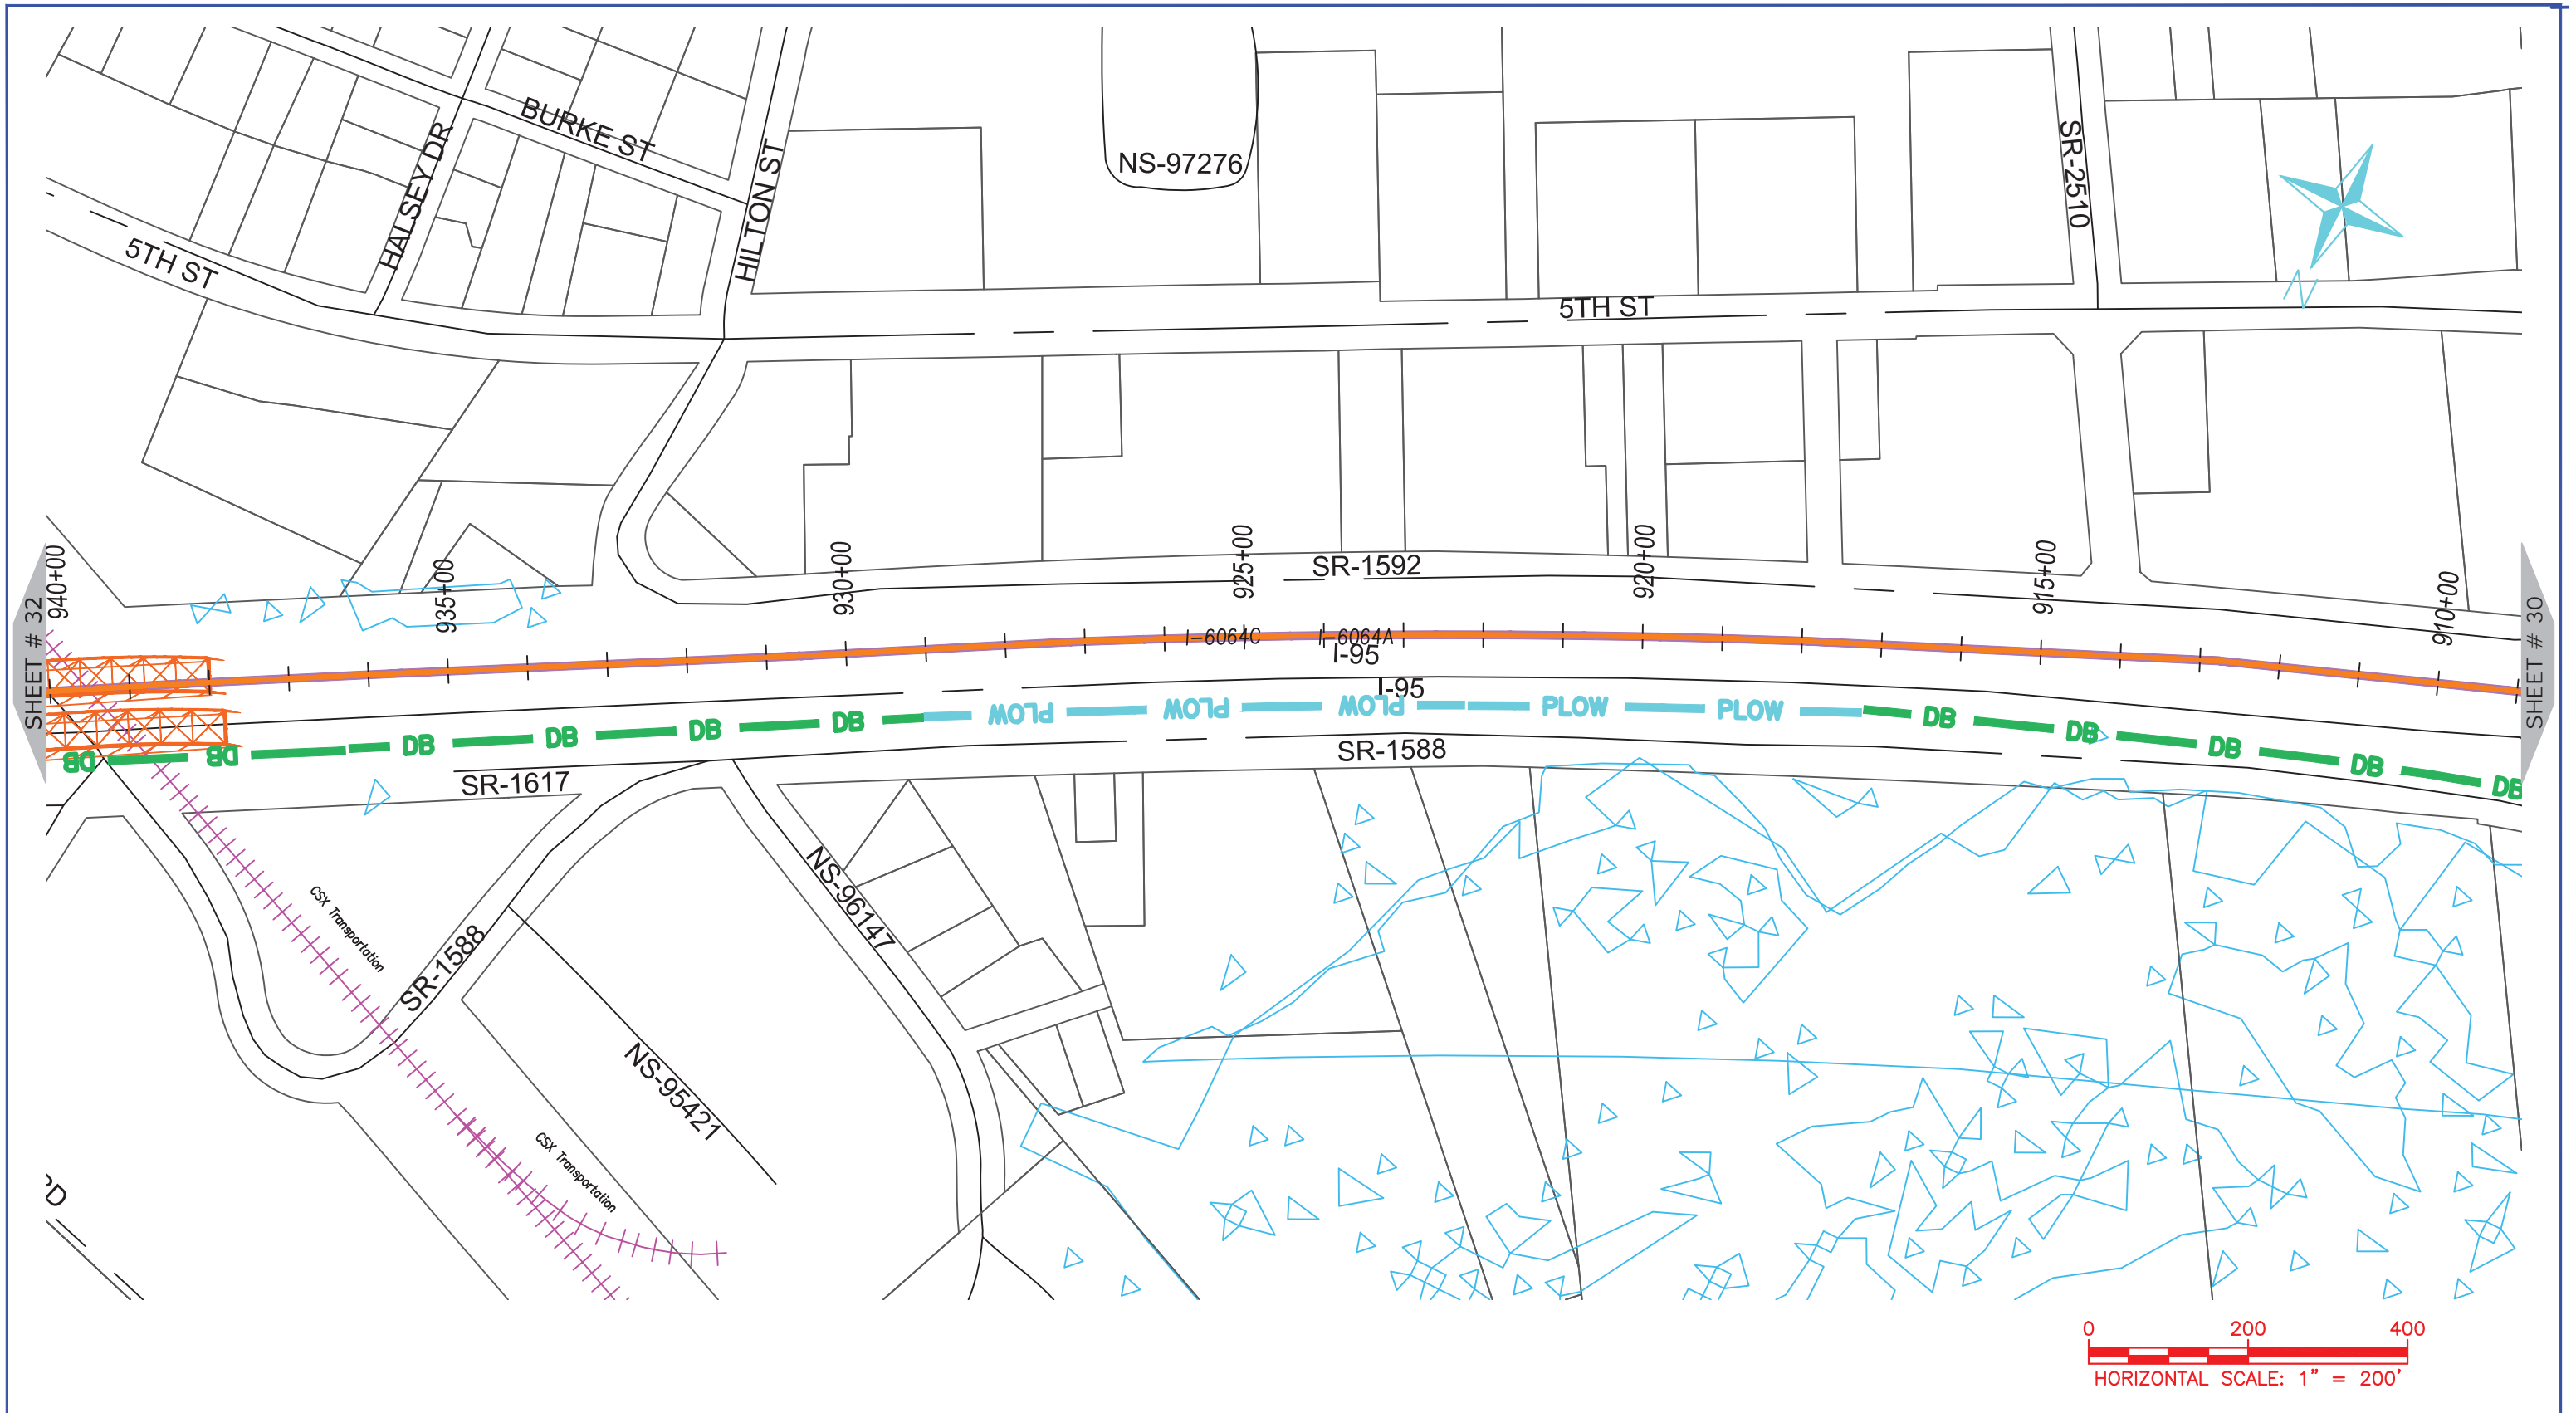 BURKE ST
HALSEY DR
HILTON ST
NS-97276
SR-2510
5TH ST
5TH ST
N
940+00
935+00
930+00
925+00
920+00
915+00
910+00
SR-1592
SHEET # 32
SHEET # 30
I-6064C
I-6064A
I-95
I-95
PLOW
PLOW
PLOW
PLOW
PLOW
DB
DB
DB
DB
DB
DB
DB
DB
DB
DB
DB
SR-1588
SR-1617
NS-96147
CSX Transportation
SR-1588
NS-95421
CSX Transportation
RD
0 200 400
HORIZONTAL SCALE: 1" = 200'